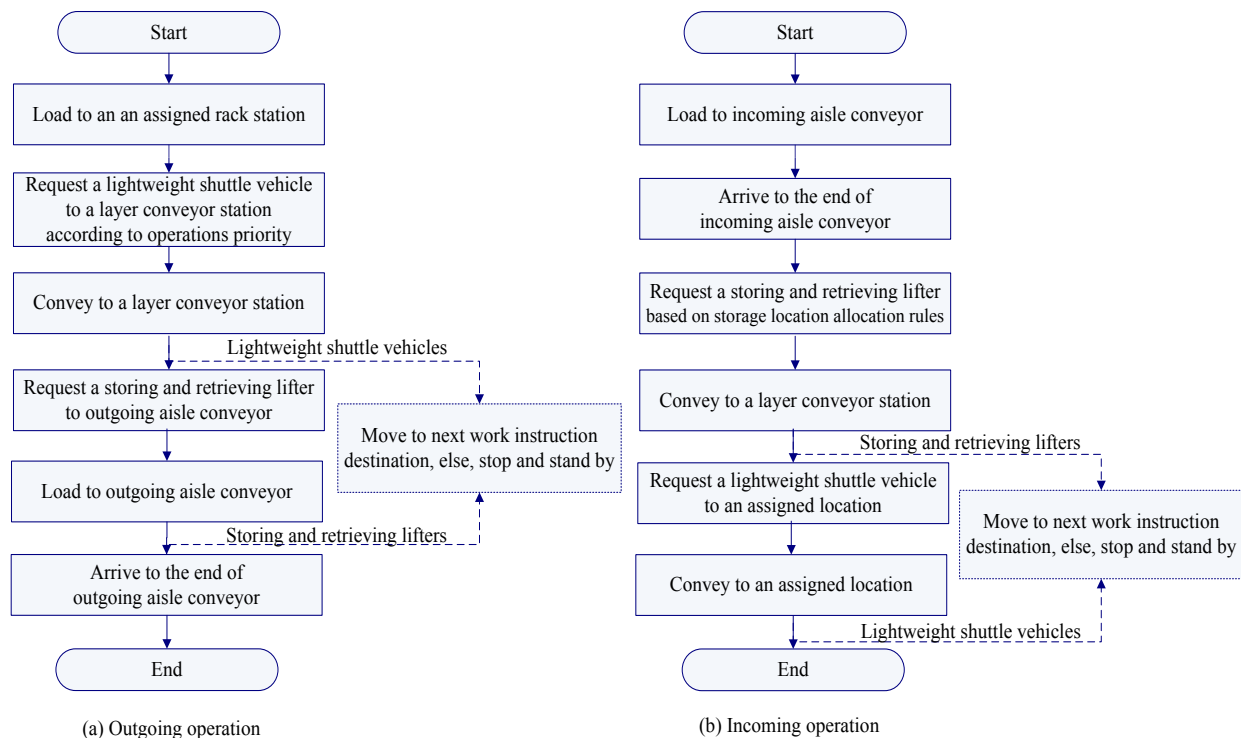 Start
Load to an an assigned rack station
Request a lightweight shuttle vehicle
to a layer conveyor station
according to operations priority
Convey to a layer conveyor station
Lightweight shuttle vehicles
Request a storing and retrieving lifter
to outgoing aisle conveyor
Move to next work instruction
destination, else, stop and stand by
Load to outgoing aisle conveyor
Storing and retrieving lifters
Arrive to the end of
outgoing aisle conveyor
End
(a) Outgoing operation
Start
Load to incoming aisle conveyor
Arrive to the end of
incoming aisle conveyor
Request a storing and retrieving lifter
based on storage location allocation rules
Convey to a layer conveyor station
Storing and retrieving lifters
Request a lightweight shuttle vehicle
to an assigned location
Move to next work instruction
destination, else, stop and stand by
Convey to an assigned location
Lightweight shuttle vehicles
End
(b) Incoming operation